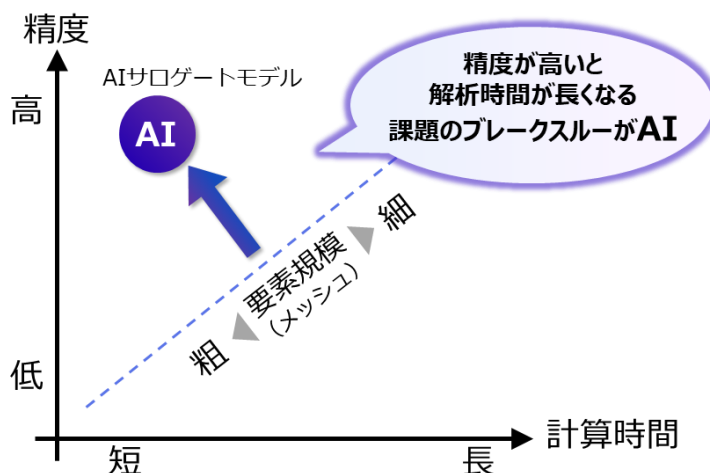 精度
高
AIサロゲートモデル
AI
精度が高いと
解析時間が長くなる
課題のブレークスルーがAI
細
要素規模
(メッシュ)
粗
低
短
長
計算時間